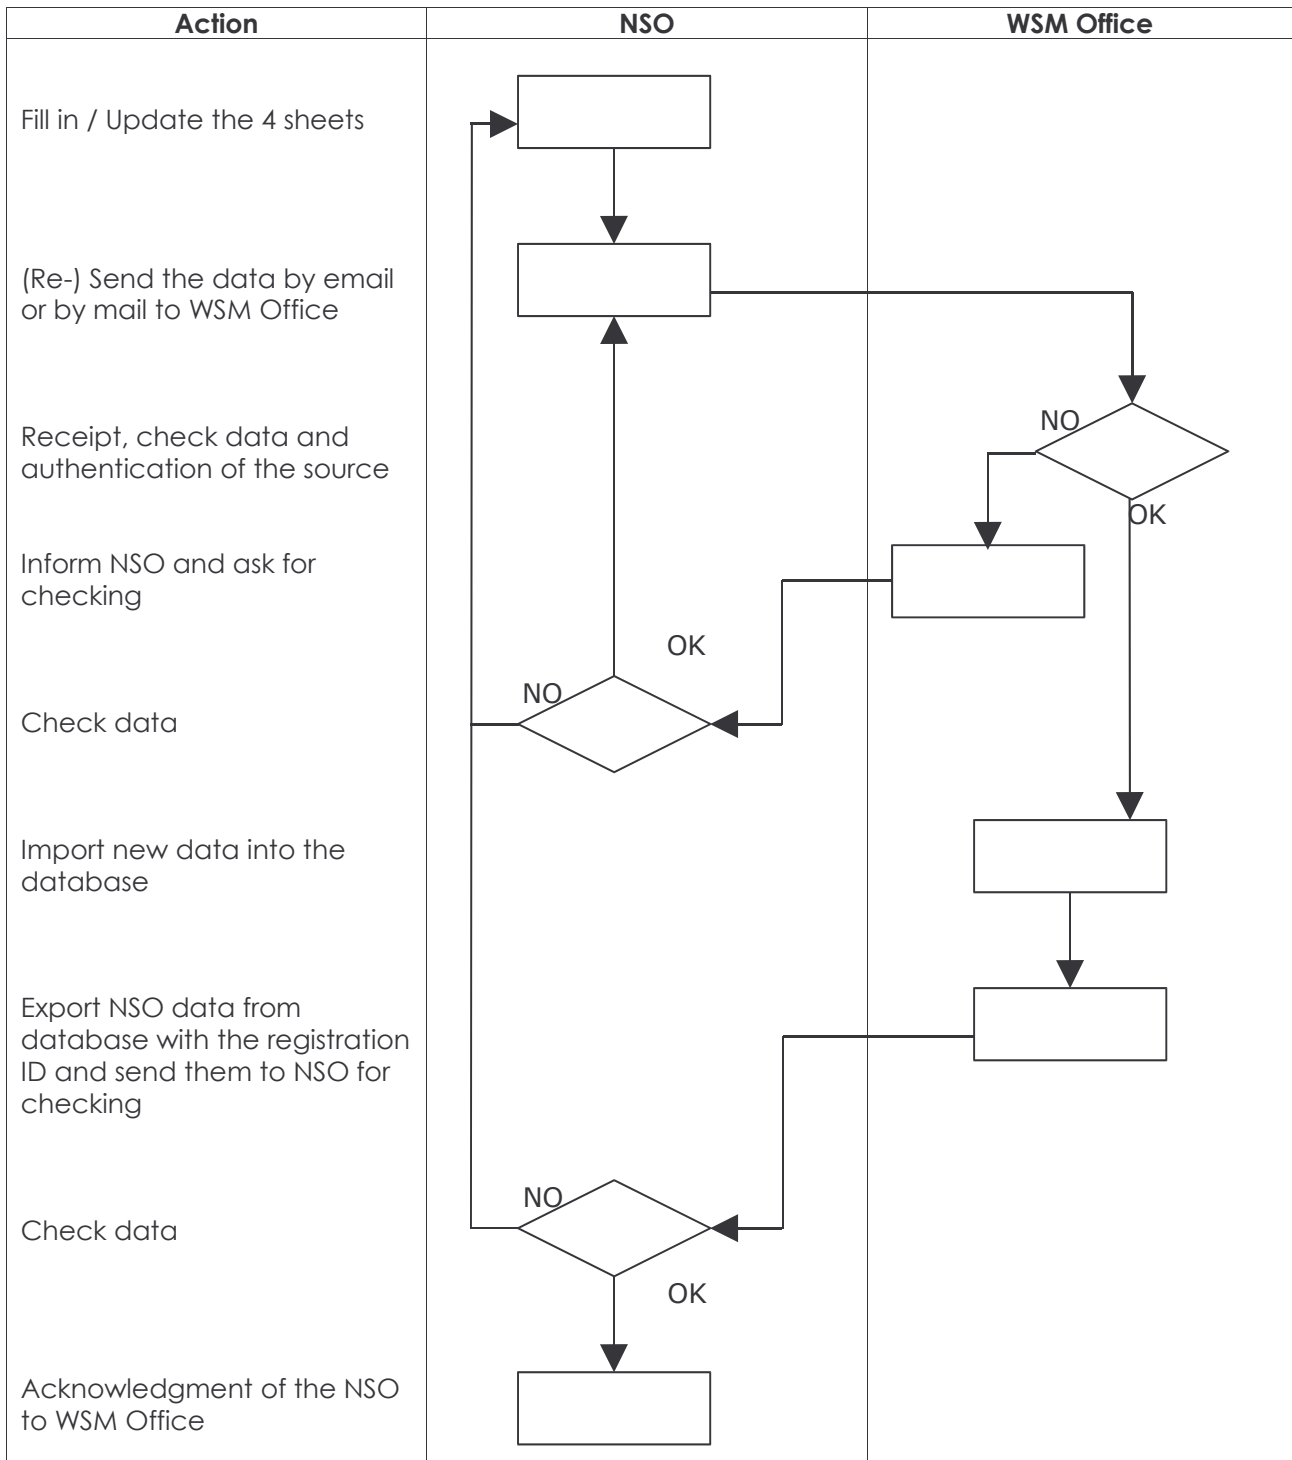 Action NSO WSM Office
Fill in / Update the 4 sheets
(Re-) Send the data by email
or by mail to WSM Office
NO
Receipt, check data and
authentication of the source
OK
Inform NSO and ask for
checking
OK
NO
Check data
Import new data into the
database
Export NSO data from
database with the registration
ID and send them to NSO for
checking
NO
Check data
OK
Acknowledgment of the NSO
to WSM Office